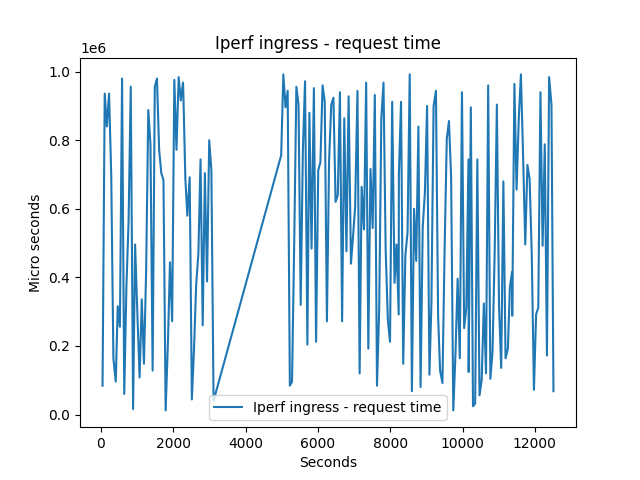 Iperf ingress - request time
1e6
1.0
0.8
0.6
0.4
0.2
0.0
Micro seconds
Iperf ingress - request time
0 2000 4000 6000 8000 10000 12000
Seconds